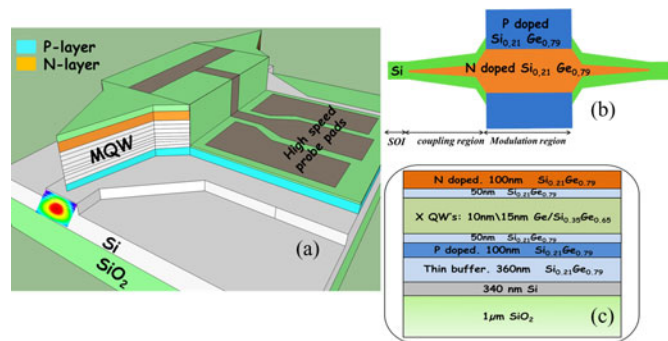 P-layer
N-layer
MQW
High speed
probe pads
(a)
Si
SiO2
P doped
Si0,21 Ge0,79
Si
N doped Si0,21 Ge0,79
(b)
SOI coupling region Modulation region
N doped. 100nm Si0.21Ge0.79
50nm Si0.21Ge0.79
X QW's: 10nm\15nm Ge/Si0.35Ge0.65
50nm Si0.21Ge0.79
P doped. 100nm Si0.21Ge0.79
Thin buffer. 360nm Si0.21Ge0.79
340 nm Si
1µm SiO2
(c)